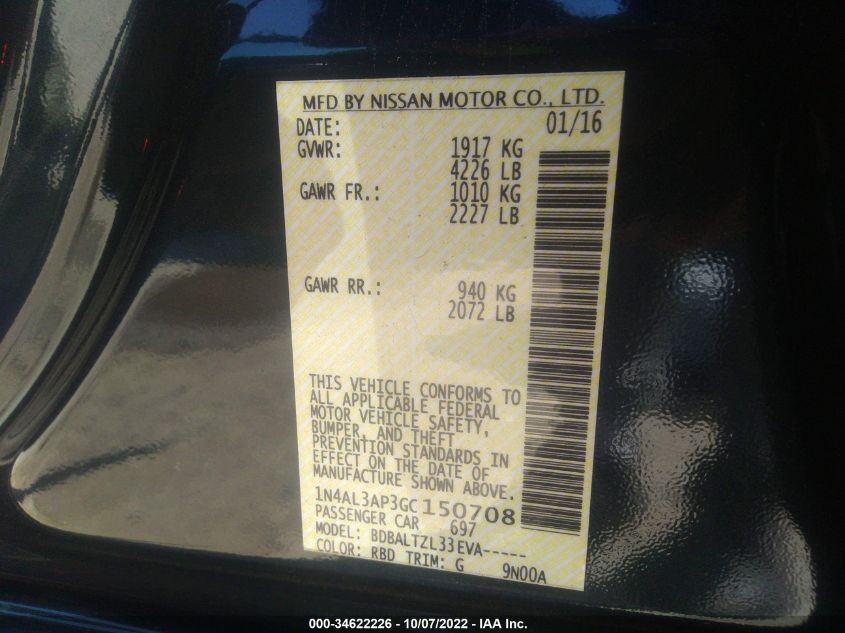 MFD BY NISSAN MOTOR CO., LTD.
DATE: 01/16
GVWR: 1917 KG
4226 LB
GAWR FR.: 1010 KG
2227 LB
GAWR RR.: 940 KG
2072 LB
THIS VEHICLE CONFORMS TO
ALL APPLICABLE FEDERAL
MOTOR VEHICLE SAFETY,
BUMPER, AND THEFT
PREVENTION STANDARDS IN
EFFECT ON THE DATE OF
MANUFACTURE SHOWN ABOVE.
1N4AL3AP3GC150708
PASSENGER CAR 697
MODEL: BDBALTZL33EVA-----
COLOR: RBD TRIM: G 9N00A
000-34622226 - 10/07/2022 - IAA Inc.